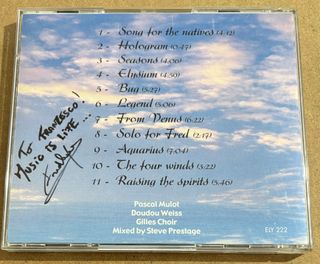 1 - Song for the natives (4:12)
2 - Hologram (0:47)
3 - Seasons (4:06)
4 - Elysium (4:30)
5 - Bug (5:27)
6 - Legend (5:06)
7 - From Venus (6:22)
8 - Solo for Fred (2:17)
9 - Aquarius (7:04)
10 - The four winds (5:22)
11 - Raising the spirits (5:46)
TO FRANCESCO!
MUSIC IS LIFE...
Pascal Mulot
Doudou Weiss
Gilles Choir
Mixed by Steve Prestage
ELY 222